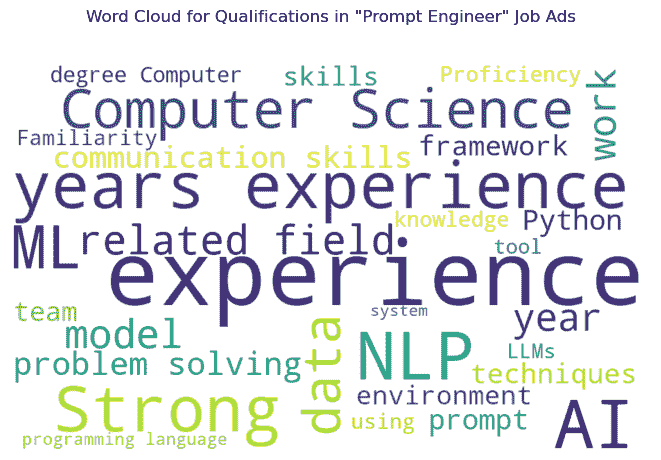 Word Cloud for Qualifications in "Prompt Engineer" Job Ads
degree Computer
skills
Proficiency
work
Computer Science
Familiarity
communication skills
framework
years experience
knowledge
Python
ML
related field
tool
experience
team
system
year
model
data
NLP
LLMs
problem solving
techniques
Strong
environment
AI
using
prompt
programming language